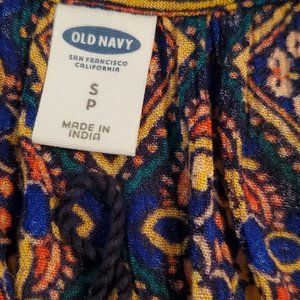 OLD NAVY
SAN FRANCISCO
CALIFORNIA
S
P
MADE IN
INDIA